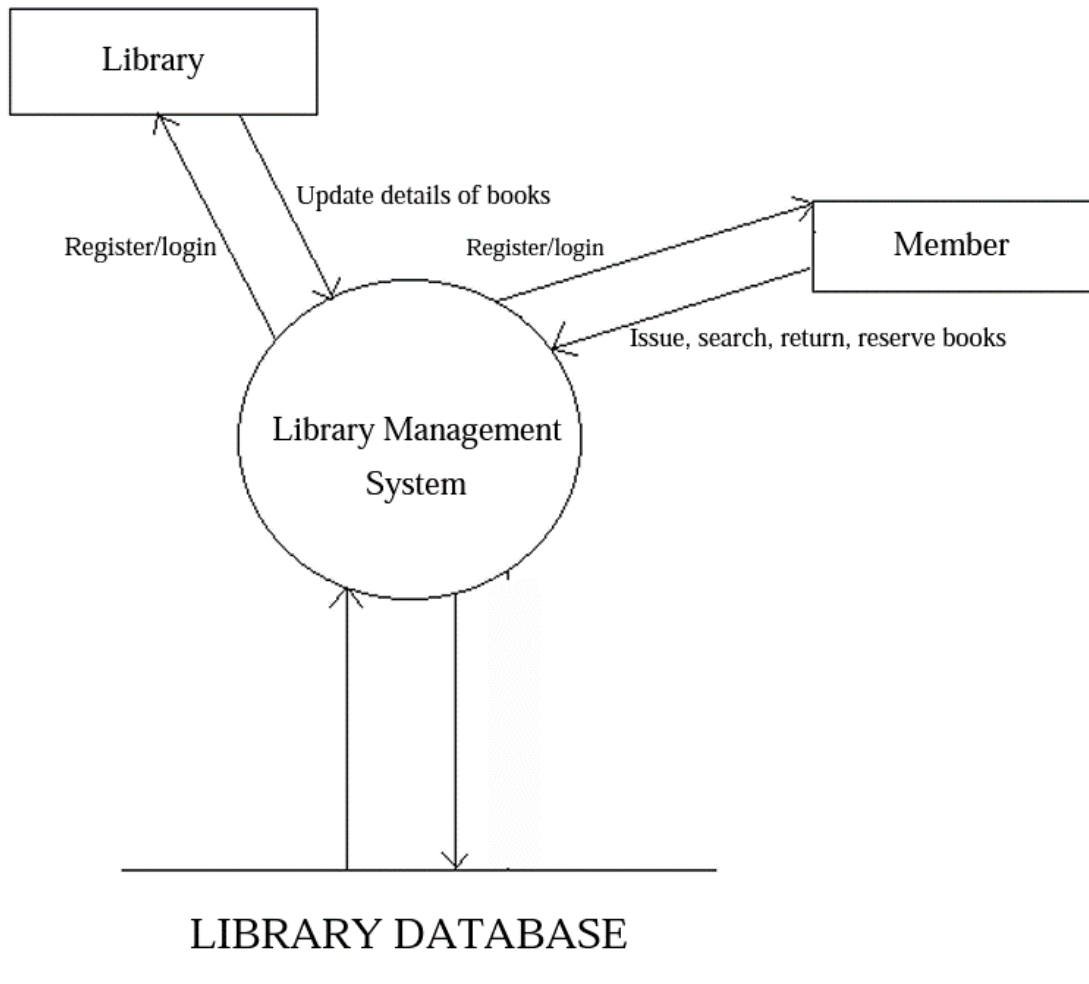 Library
Update details of books
Register/login
Register/login
Member
Issue, search, return, reserve books
Library Management
System
LIBRARY DATABASE